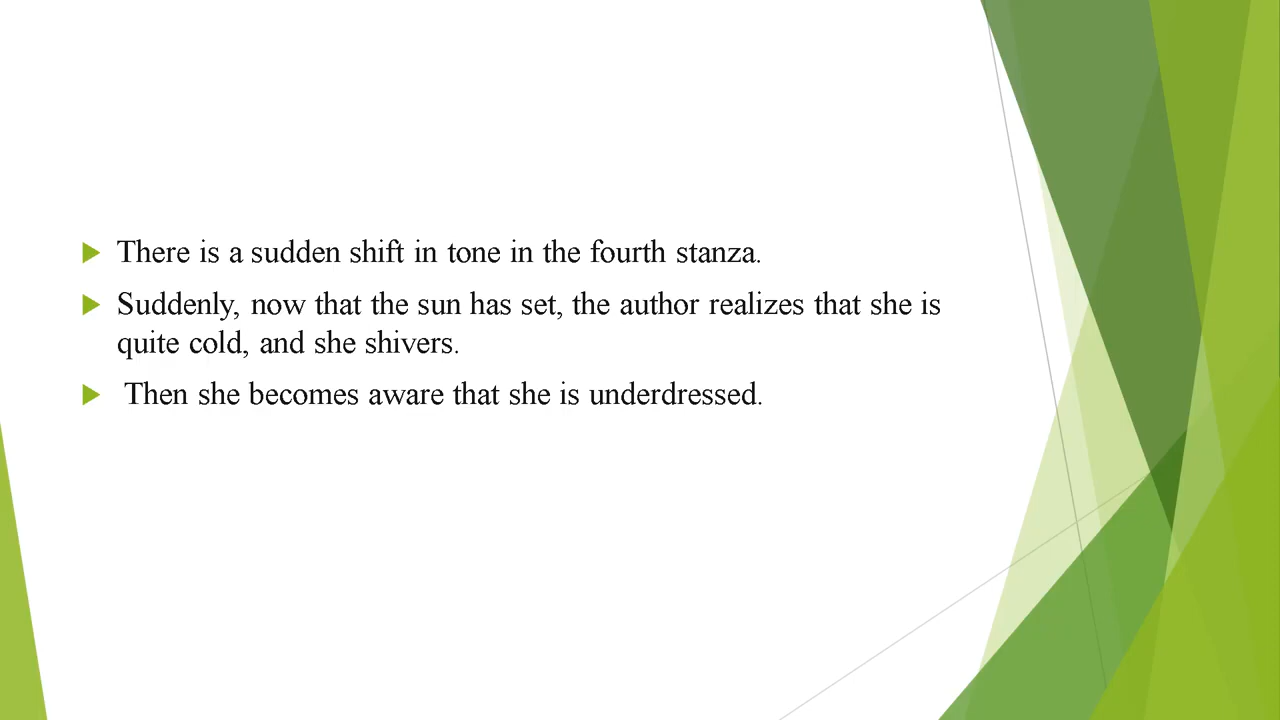 There is a sudden shift in tone in the fourth stanza.
Suddenly, now that the sun has set, the author realizes that she is
quite cold, and she shivers.
Then she becomes aware that she is underdressed.